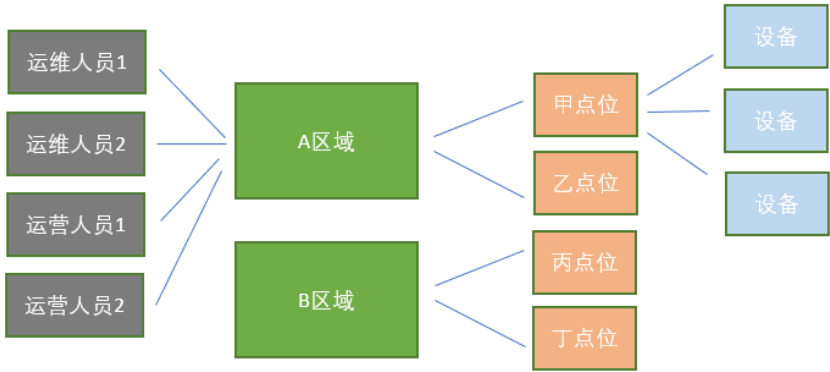 运维人员1
运维人员2
运营人员1
运营人员2
A区域
B区域
甲点位
乙点位
丙点位
丁点位
设备
设备
设备